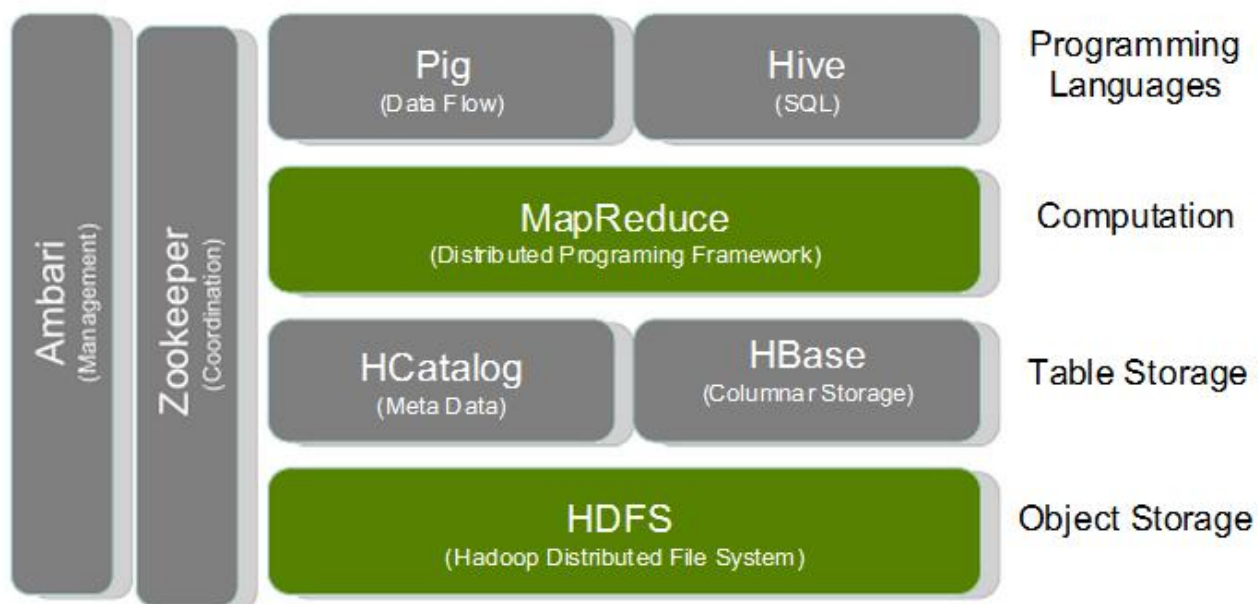 Ambari
(Management)
Zookeeper
(Coordination)
Pig
(Data Flow)
Hive
(SQL)
Programming
Languages
MapReduce
(Distributed Programing Framework)
Computation
HCatalog
(Meta Data)
HBase
(Columnar Storage)
Table Storage
HDFS
(Hadoop Distributed File System)
Object Storage